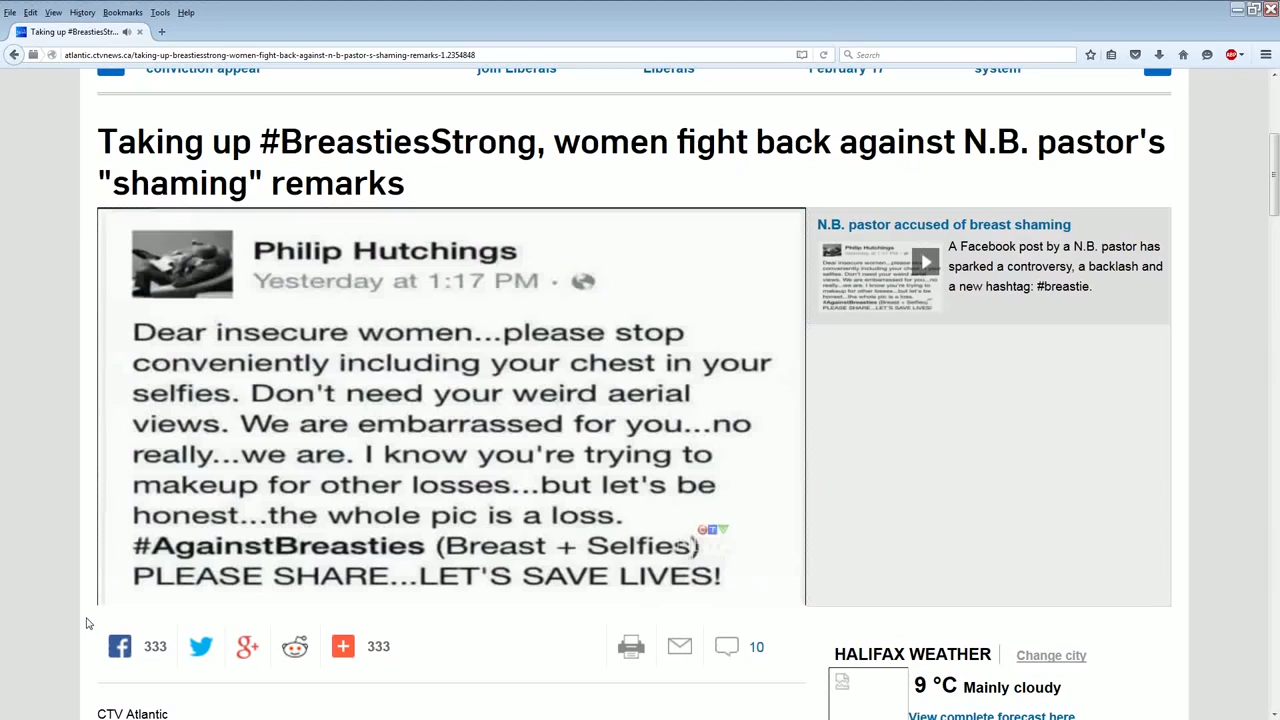 File Edit View History Bookmarks Tools Help
Taking up #BreastiesStr...
atlantic.ctvnews.ca/taking-up-breastiesstrong-women-fight-back-against-n-b-pastor-s-shaming-remarks-1.2354848
Search
ABP
conviction appeal
join Liberals
Liberals
February 17
system
Taking up #BreastiesStrong, women fight back against N.B. pastor's
"shaming" remarks
Philip Hutchings
Yesterday at 1:17 PM ·
Dear insecure women...please stop
conveniently including your chest in your
selfies. Don't need your weird aerial
views. We are embarrassed for you...no
really...we are. I know you're trying to
makeup for other losses...but let's be
honest...the whole pic is a loss.
#AgainstBreasties (Breast + Selfies)
PLEASE SHARE...LET'S SAVE LIVES!
CTV
N.B. pastor accused of breast shaming
A Facebook post by a N.B. pastor has
sparked a controversy, a backlash and
a new hashtag: #breastie.
333
333
10
HALIFAX WEATHER
Change city
9 °C Mainly cloudy
View complete forecast here
CTV Atlantic